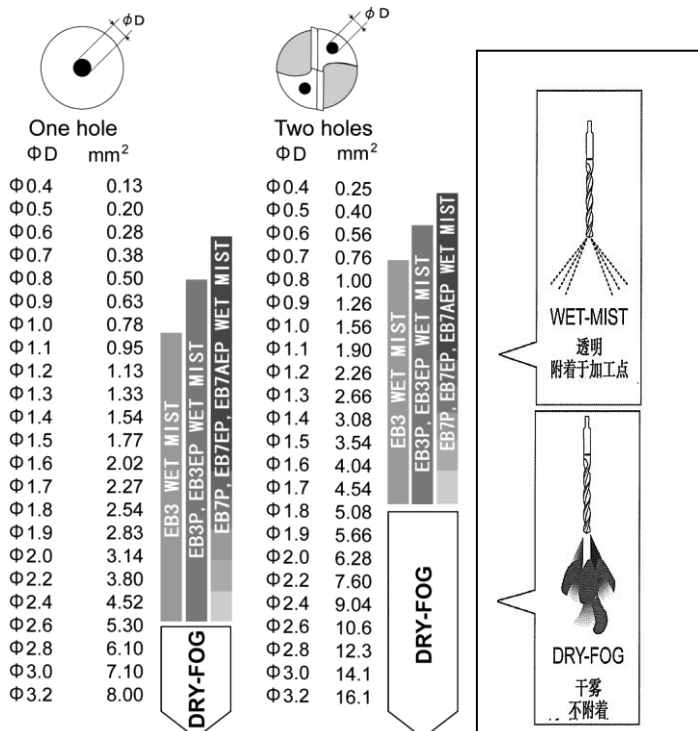 ΦD
ΦD
One hole
Two holes
ΦD mm²
ΦD mm²
Φ0.4 0.13
Φ0.5 0.20
Φ0.6 0.28
Φ0.7 0.38
Φ0.8 0.50
Φ0.9 0.63
Φ1.0 0.78
Φ1.1 0.95
Φ1.2 1.13
Φ1.3 1.33
Φ1.4 1.54
Φ1.5 1.77
Φ1.6 2.02
Φ1.7 2.27
Φ1.8 2.54
Φ1.9 2.83
Φ2.0 3.14
Φ2.2 3.80
Φ2.4 4.52
Φ2.6 5.30
Φ2.8 6.10
Φ3.0 7.10
Φ3.2 8.00
EB3 WET MIST
EB3P, EB3EP WET MIST
EB7P, EB7EP, EB7AEP WET MIST
DRY-FOG
Φ0.4 0.25
Φ0.5 0.40
Φ0.6 0.56
Φ0.7 0.76
Φ0.8 1.00
Φ0.9 1.26
Φ1.0 1.56
Φ1.1 1.90
Φ1.2 2.26
Φ1.3 2.66
Φ1.4 3.08
Φ1.5 3.54
Φ1.6 4.04
Φ1.7 4.54
Φ1.8 5.08
Φ1.9 5.66
Φ2.0 6.28
Φ2.2 7.60
Φ2.4 9.04
Φ2.6 10.6
Φ2.8 12.3
Φ3.0 14.1
Φ3.2 16.1
EB3 WET MIST
EB3P, EB3EP WET MIST
EB7P, EB7EP, EB7AEP WET MIST
DRY-FOG
WET-MIST
透明
附着于加工点
DRY-FOG
干雾
不附着